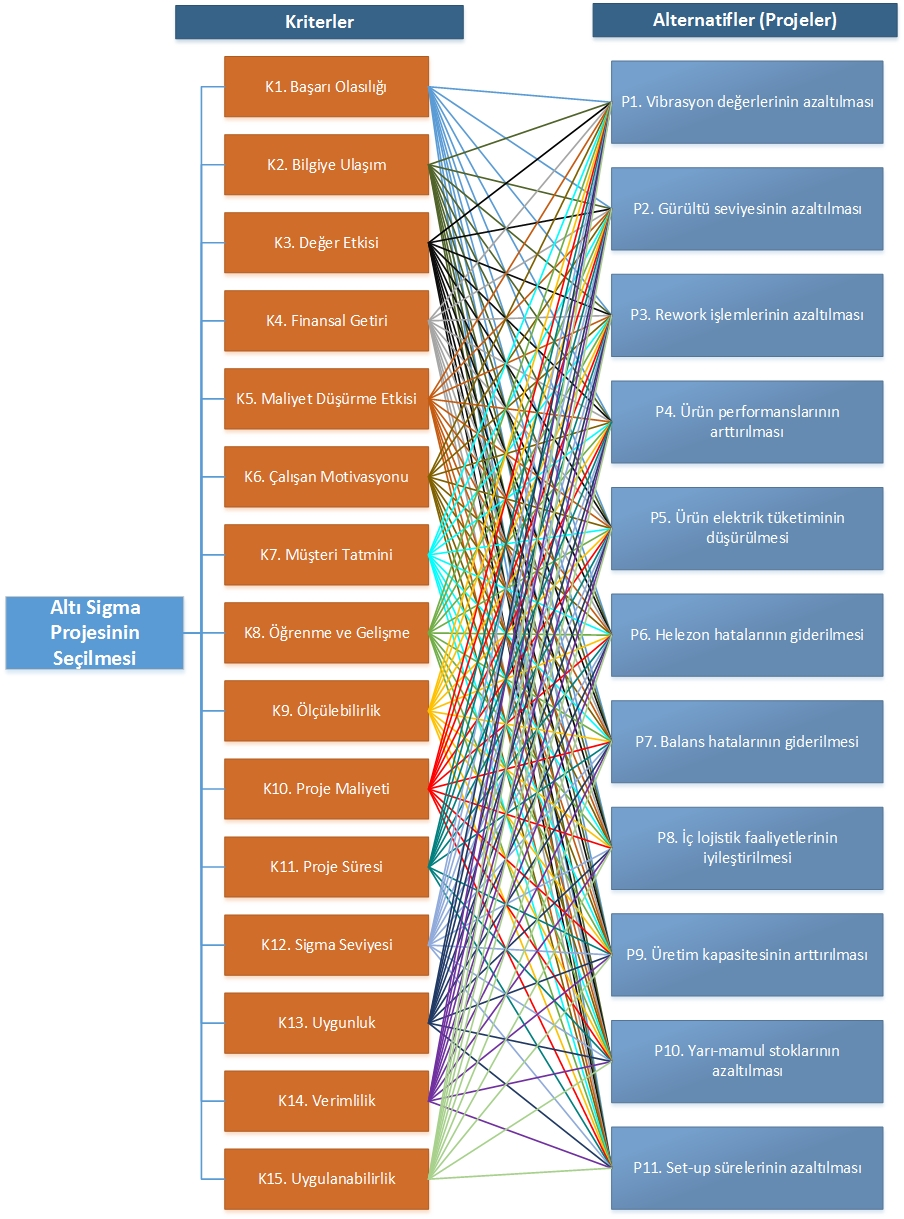 Kriterler
Alternatifler (Projeler)
Altı Sigma
Projesinin
Seçilmesi
K1. Başarı Olasılığı
K2. Bilgiye Ulaşım
K3. Değer Etkisi
K4. Finansal Getiri
K5. Maliyet Düşürme Etkisi
K6. Çalışan Motivasyonu
K7. Müşteri Tatmini
K8. Öğrenme ve Gelişme
K9. Ölçülebilirlik
K10. Proje Maliyeti
K11. Proje Süresi
K12. Sigma Seviyesi
K13. Uygunluk
K14. Verimlilik
K15. Uygulanabilirlik
P1. Vibrasyon değerlerinin azaltılması
P2. Gürültü seviyesinin azaltılması
P3. Rework işlemlerinin azaltılması
P4. Ürün performanslarının
arttırılması
P5. Ürün elektrik tüketiminin
düşürülmesi
P6. Helezon hatalarının giderilmesi
P7. Balans hatalarının giderilmesi
P8. İç lojistik faaliyetlerinin
iyileştirilmesi
P9. Üretim kapasitesinin arttırılması
P10. Yarı-mamul stoklarının
azaltılması
P11. Set-up sürelerinin azaltılması